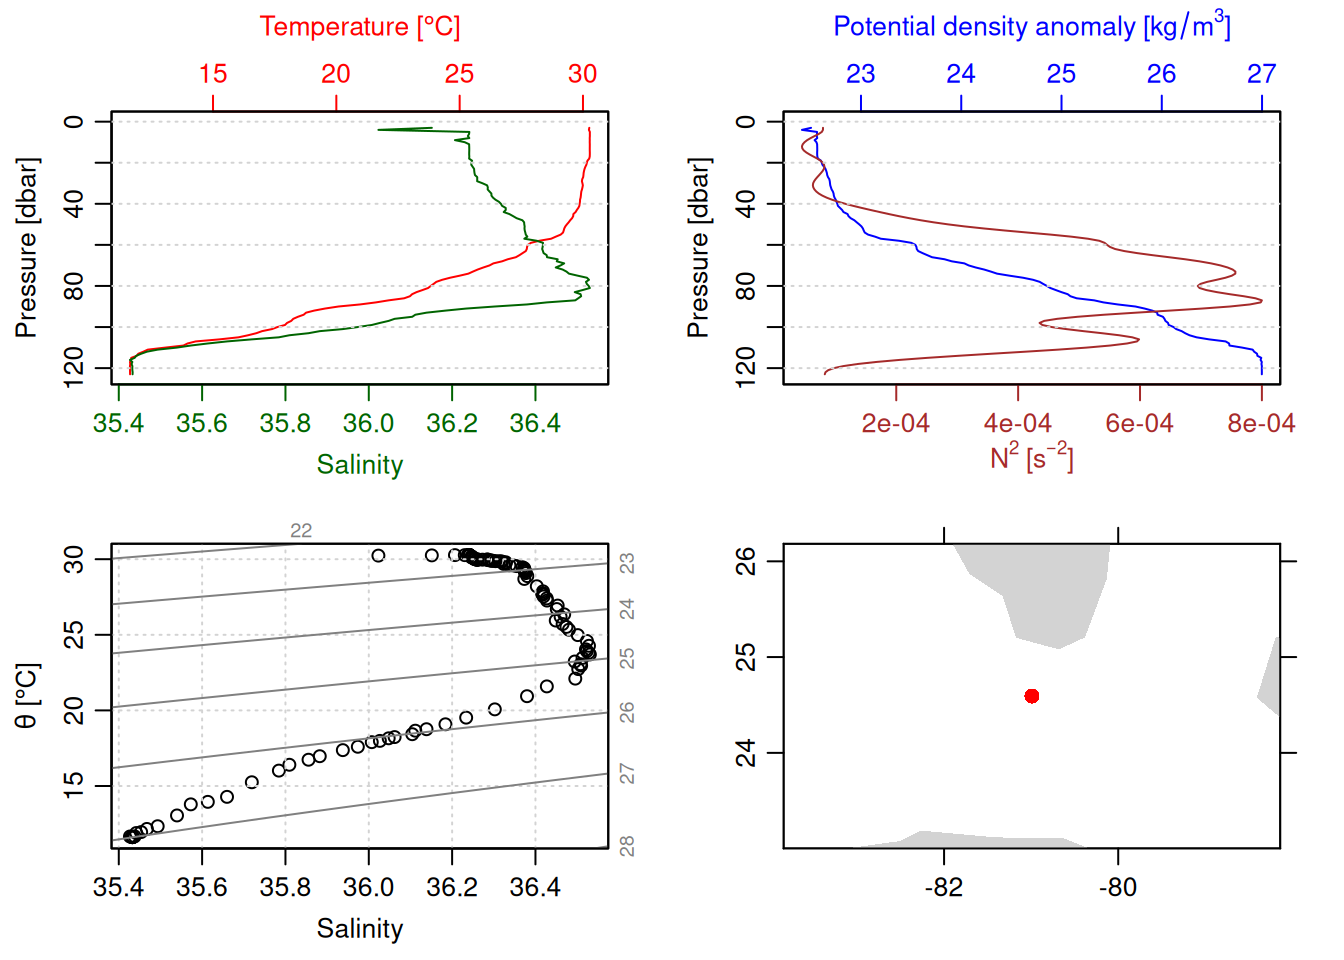 Temperature [°C]
15 20 25 30
Pressure [dbar]
0
40
80
120
35.4 35.6 35.8 36.0 36.2 36.4
Salinity
Potential density anomaly [kg/m³]
23 24 25 26 27
Pressure [dbar]
0
40
80
120
2e-04 4e-04 6e-04 8e-04
N² [s⁻²]
22
θ [°C]
30
25
20
15
23
24
25
26
27
28
35.4 35.6 35.8 36.0 36.2 36.4
Salinity
26
25
24
-82 -80